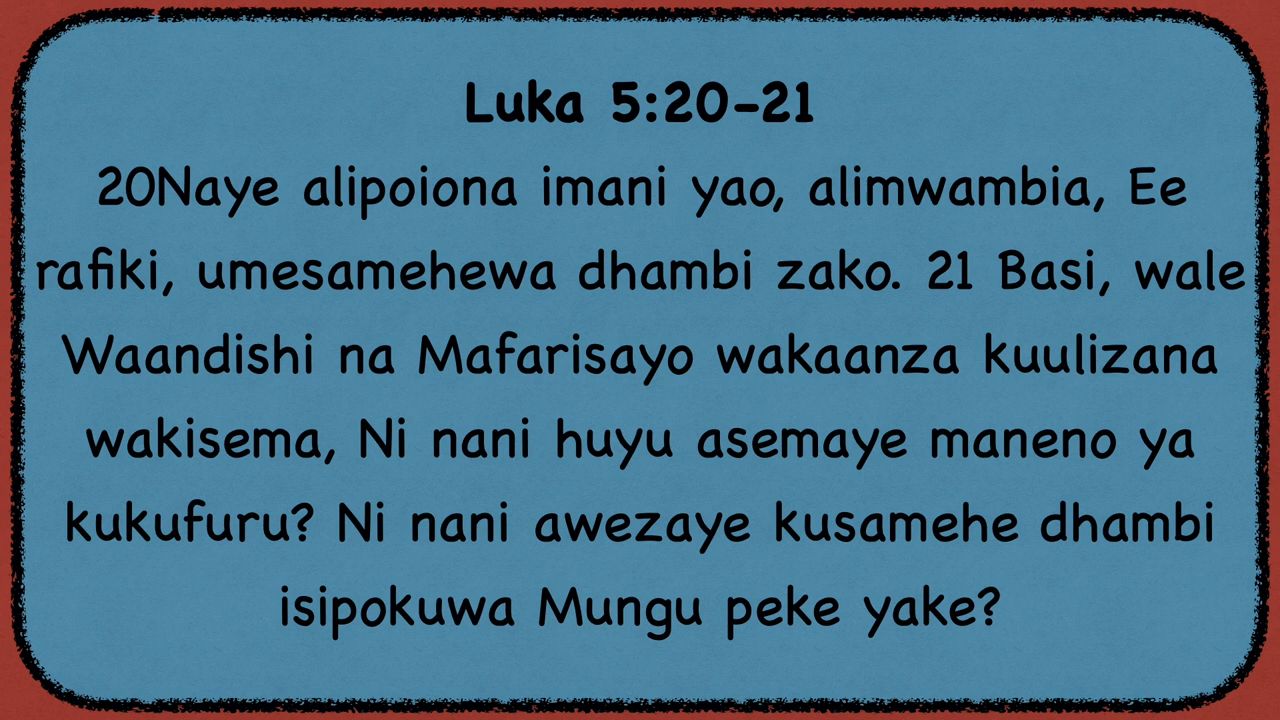 Luka 5:20-21
20Naye alipoiona imani yao, alimwambia, Ee
rafiki, umesamehewa dhambi zako. 21 Basi, wale
Waandishi na Mafarisayo wakaanza kuulizana
wakisema, Ni nani huyu asemaye maneno ya
kukufuru? Ni nani awezaye kusamehe dhambi
isipokuwa Mungu peke yake?